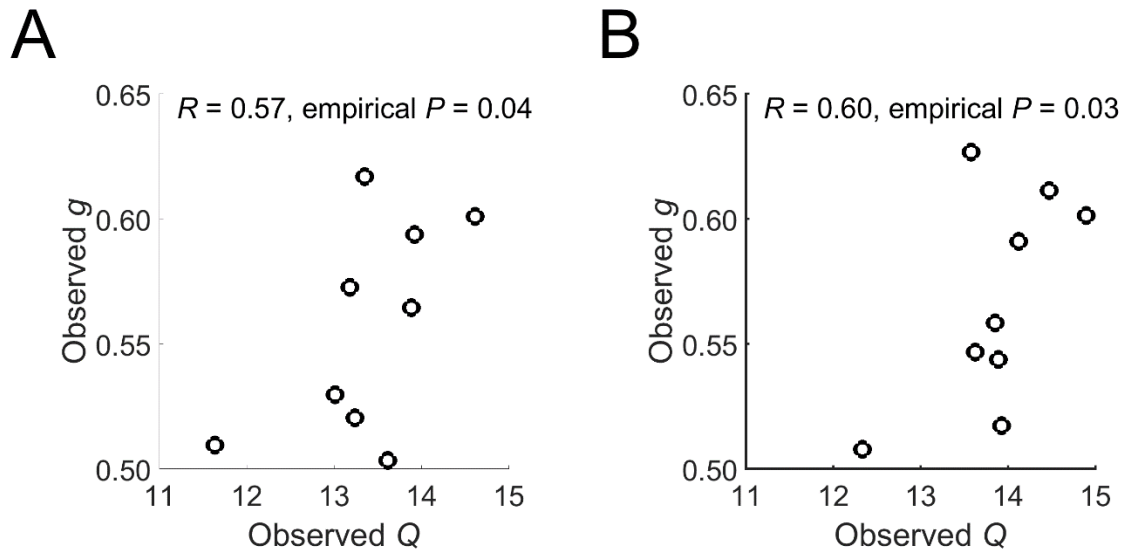 A
R = 0.57, empirical P = 0.04
0.65
0.60
0.55
0.50
Observed g
11 12 13 14 15
Observed Q
B
R = 0.60, empirical P = 0.03
0.65
0.60
0.55
0.50
Observed g
11 12 13 14 15
Observed Q